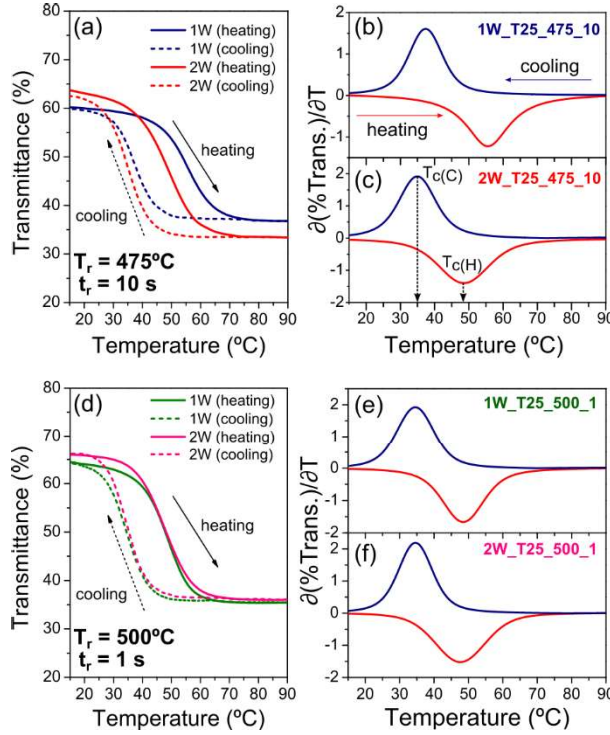 (a)
1W (heating)
1W (cooling)
2W (heating)
2W (cooling)
heating
cooling
Tr = 475ºC
tr = 10 s
80
70
60
50
40
30
20
Transmittance (%)
20 30 40 50 60 70 80 90
Temperature (ºC)
(b)
1W_T25_475_10
cooling
heating
2
1
0
-1
(c)
2W_T25_475_10
Tc(C)
Tc(H)
2
1
0
-1
-2
∂(%Trans.)/∂T
20 30 40 50 60 70 80 90
Temperature (ºC)
(d)
1W (heating)
1W (cooling)
2W (heating)
2W (cooling)
heating
cooling
Tr = 500ºC
tr = 1 s
80
70
60
50
40
30
20
Transmittance (%)
20 30 40 50 60 70 80 90
Temperature (ºC)
(e)
1W_T25_500_1
2
1
0
-1
(f)
2W_T25_500_1
2
1
0
-1
-2
∂(%Trans.)/∂T
20 30 40 50 60 70 80 90
Temperature (ºC)